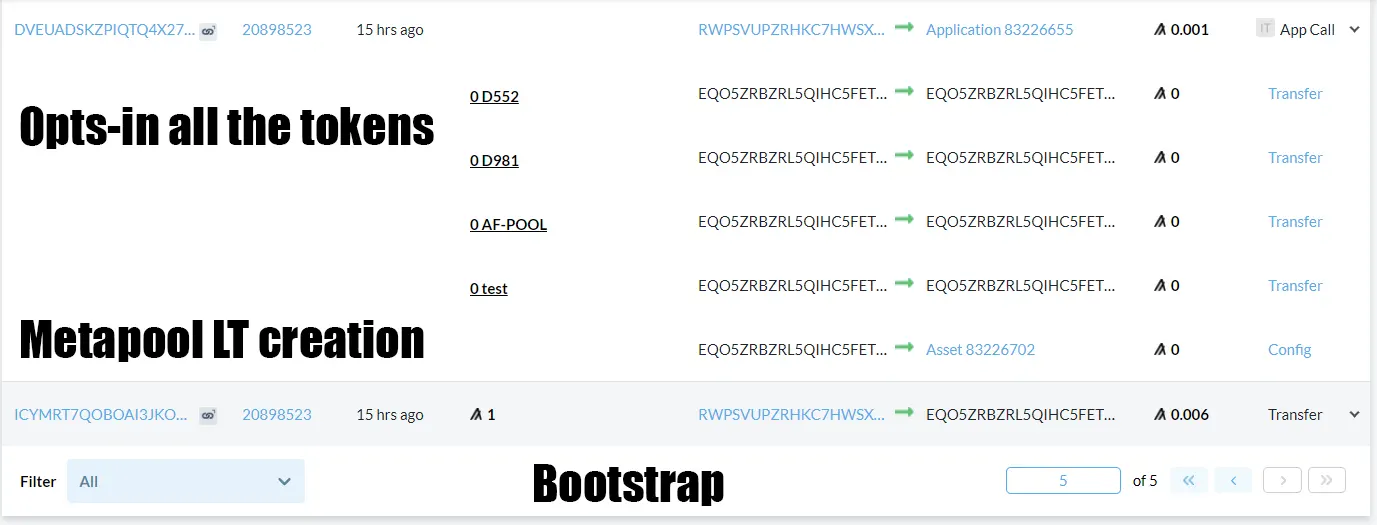 DVEUADSKZPIQTQ4X27... 20898523 15 hrs ago RWPSVUPZRHKC7HWSX... Application 83226655 0.001 IT App Call
0 D552 EQO5ZRBZRL5QIHC5FET... EQO5ZRBZRL5QIHC5FET... 0 Transfer
Opts-in all the tokens
0 D981 EQO5ZRBZRL5QIHC5FET... EQO5ZRBZRL5QIHC5FET... 0 Transfer
0 AF-POOL EQO5ZRBZRL5QIHC5FET... EQO5ZRBZRL5QIHC5FET... 0 Transfer
0 test EQO5ZRBZRL5QIHC5FET... EQO5ZRBZRL5QIHC5FET... 0 Transfer
Metapool LT creation
EQO5ZRBZRL5QIHC5FET... Asset 83226702 0 Config
ICYMRT7QOBOAI3JKO... 20898523 15 hrs ago 1 RWPSVUPZRHKC7HWSX... EQO5ZRBZRL5QIHC5FET... 0.006 Transfer
Filter All Bootstrap 5 of 5